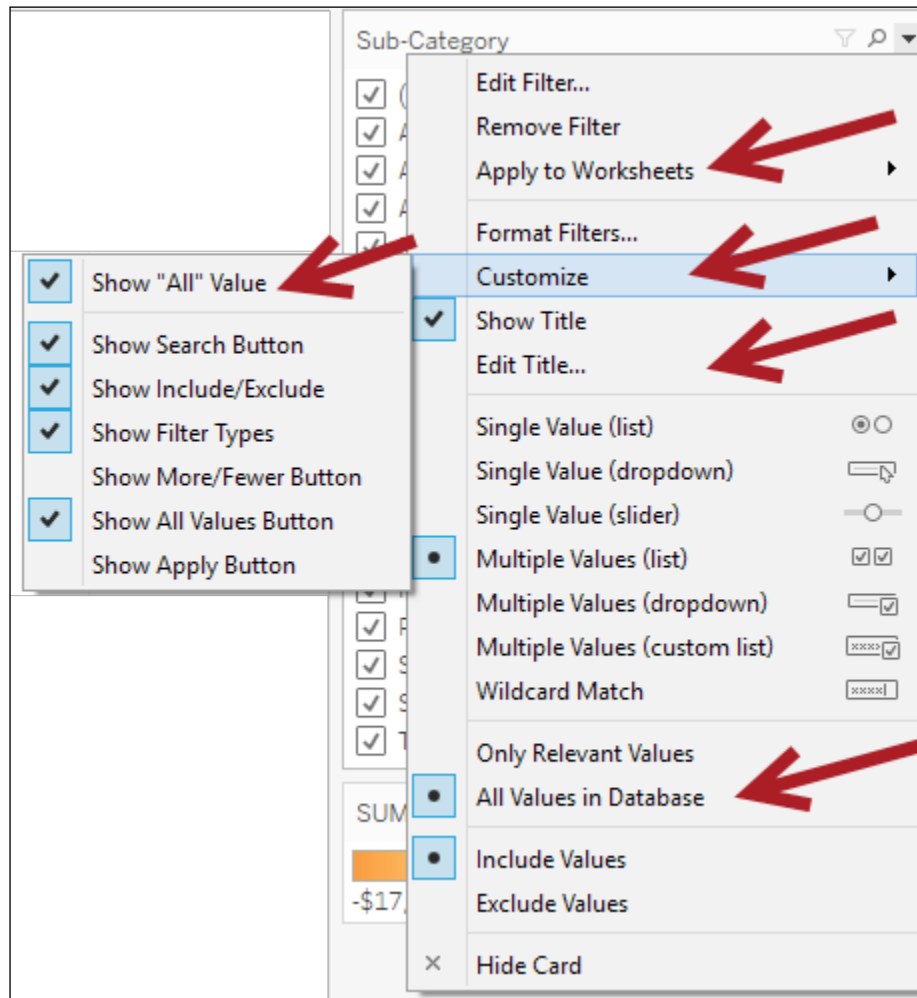 Sub-Category
Edit Filter...
Remove Filter
Apply to Worksheets
Format Filters...
Customize
Show Title
Edit Title...
Single Value (list)
Single Value (dropdown)
Single Value (slider)
Multiple Values (list)
Multiple Values (dropdown)
Multiple Values (custom list)
Wildcard Match
Only Relevant Values
All Values in Database
Include Values
Exclude Values
Hide Card
Show "All" Value
Show Search Button
Show Include/Exclude
Show Filter Types
Show More/Fewer Button
Show All Values Button
Show Apply Button
SUM
-$17,